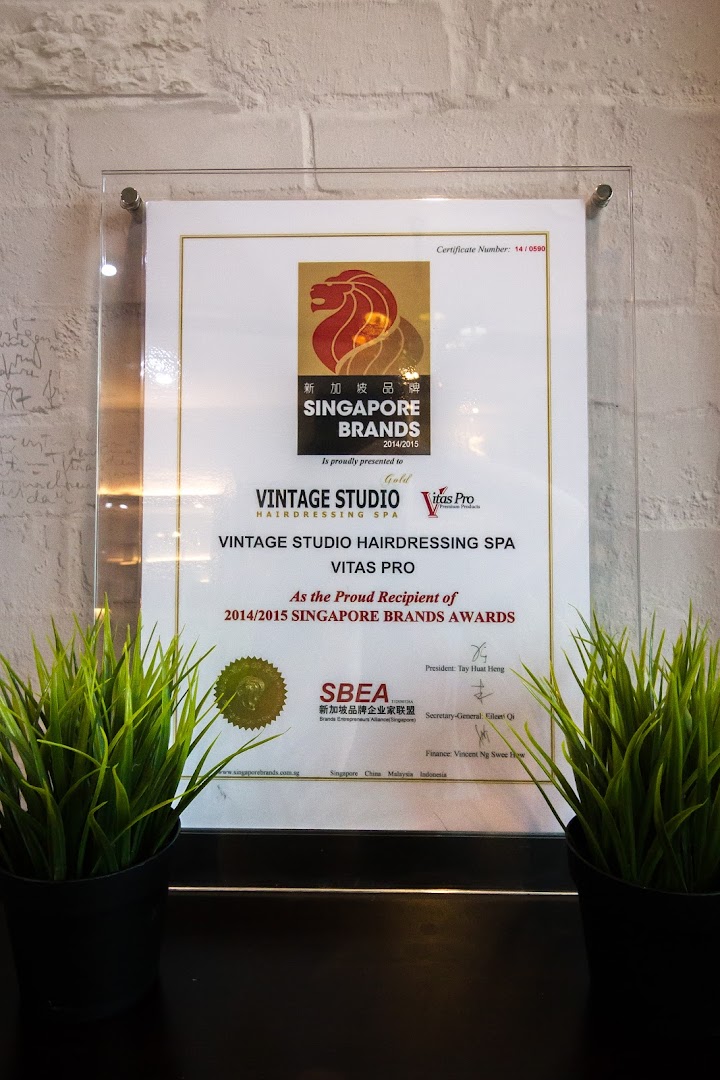 Certificate Number: 14 / 0590
新加坡品牌
SINGAPORE
BRANDS
2014/2015
Is proudly presented to
Gold
VINTAGE STUDIO
HAIRDRESSING SPA
Vitas Pro
Premium Products
VINTAGE STUDIO HAIRDRESSING SPA
VITAS PRO
As the Proud Recipient of
2014/2015 SINGAPORE BRANDS AWARDS
President: Tay Huat Heng
SBEA
新加坡品牌企业家联盟
Brands Entrepreneurs Alliance(Singapore)
Secretary-General: Eileen Qi
Finance: Vincent Ng Swee How
www.singaporebrands.com.sg
Singapore China Malaysia Indonesia